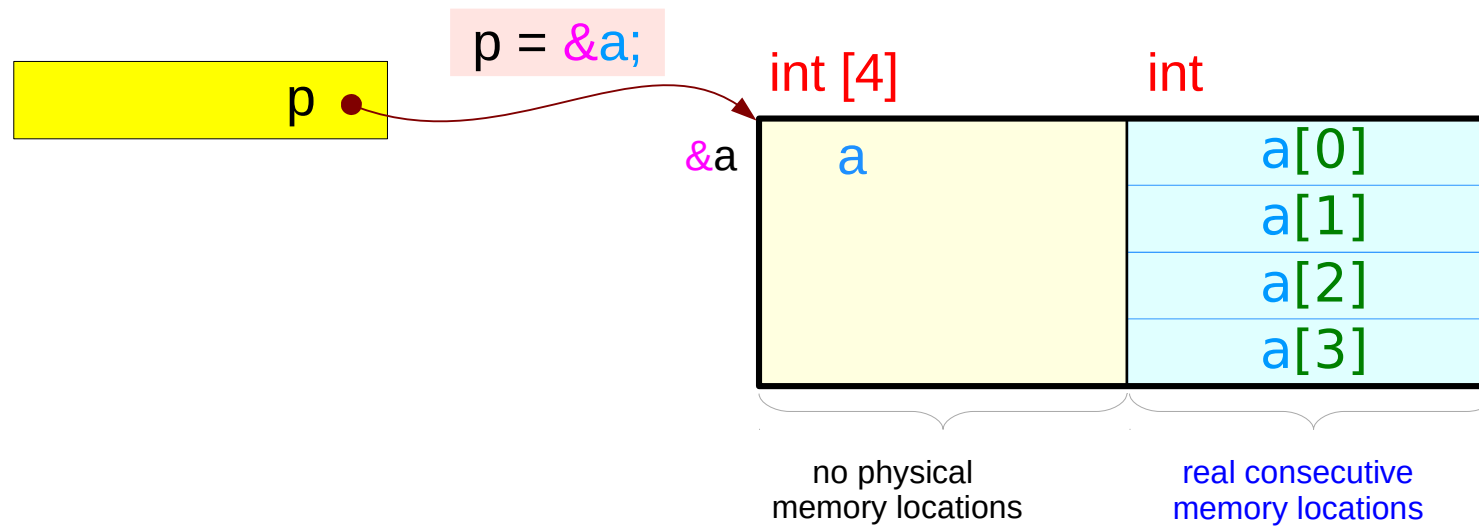 p = &a;
int [4]
int
p
&a
a
a[0]
a[1]
a[2]
a[3]
no physical
memory locations
real consecutive
memory locations